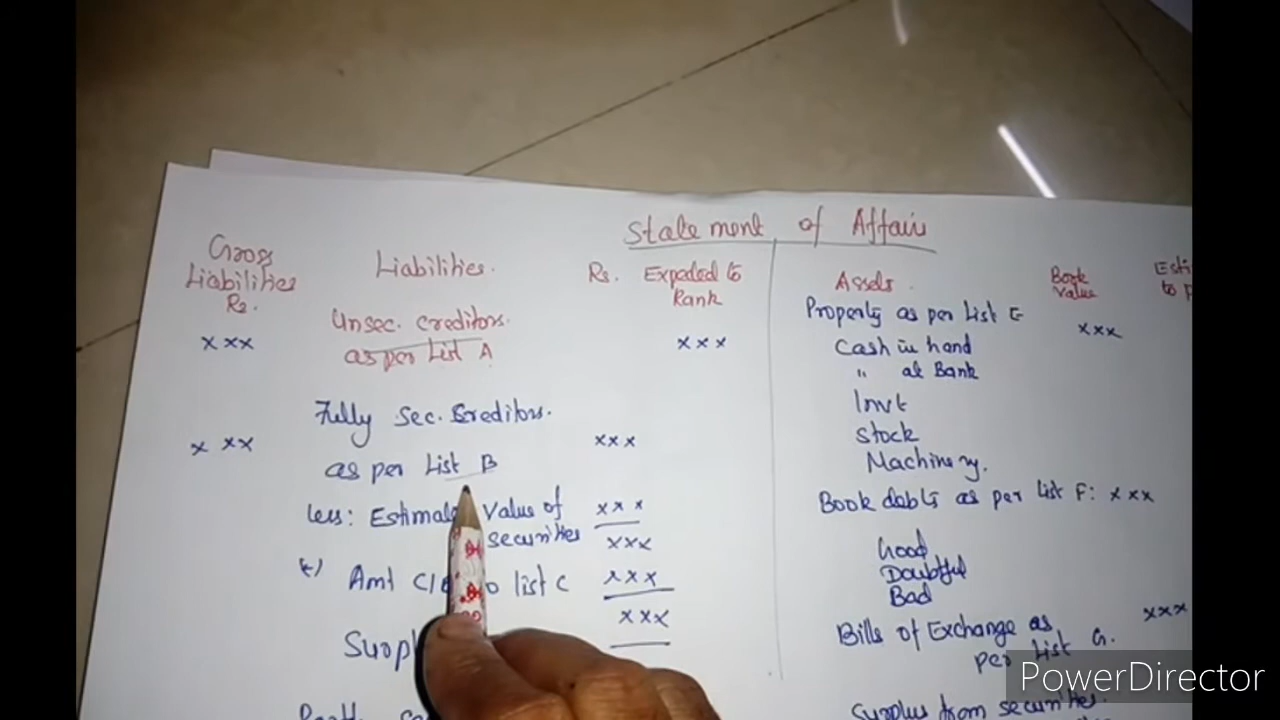 Statement of Affairs
Gross
Liabilities
Rs.
Liabilities.
Rs.
Expected to
Rank
Unsec. creditors.
as per List A
xxx
xxx
Fully Sec. Creditors.
as per List B
xxx
xxx
less: Estimated Value of
securities
xxx
xxx
Amt list C
xxx
xxx
Assets.
Book
Value
Property as per List E
xxx
Cash in hand
" at Bank
Invt
Stock
Machinery.
Book debts as per list F: xxx
Good
Doubtful
Bad
Bills of Exchange as
per List G.
xxx
Surplus from securities.
PowerDirector